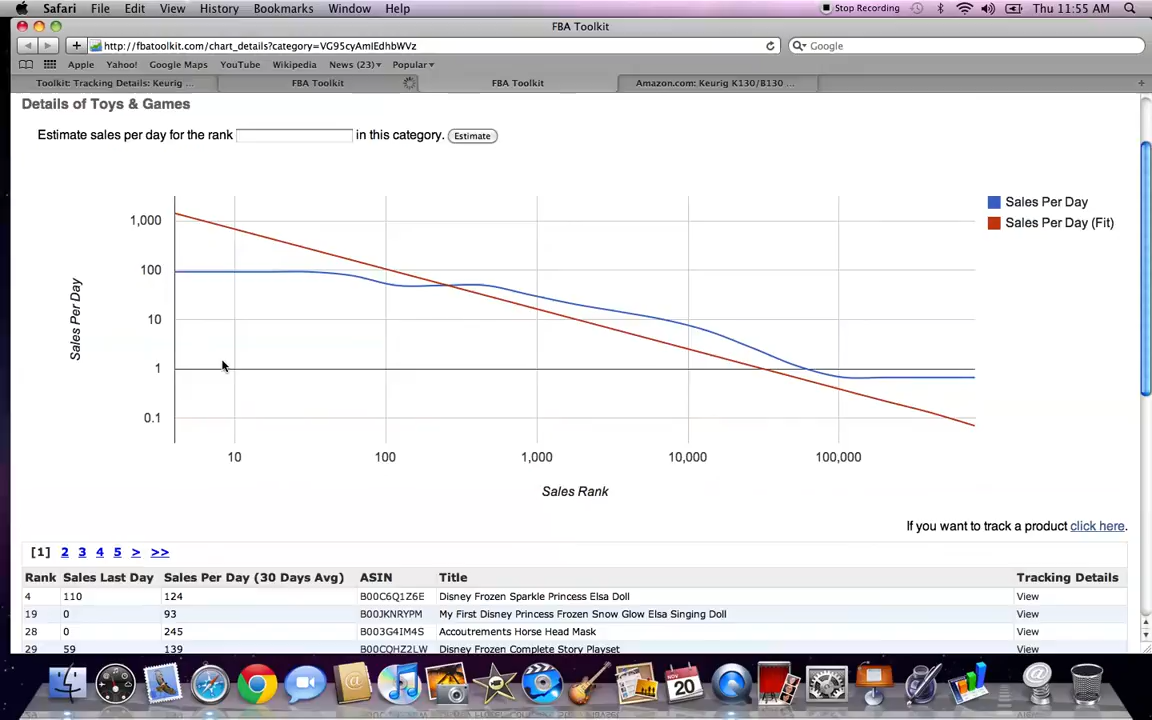 Safari File Edit View History Bookmarks Window Help Stop Recording Thu 11:55 AM
FBA Toolkit
http://fbatoolkit.com/chart_details?category=VG95cyAmIEdhbWVz Google
Apple Yahoo! Google Maps YouTube Wikipedia News (23) Popular
Toolkit: Tracking Details: Keurig ... FBA Toolkit FBA Toolkit Amazon.com: Keurig K130/B130 ...
Details of Toys & Games
Estimate sales per day for the rank in this category. Estimate
Sales Per Day
Sales Per Day (Fit)
1,000
100
10
1
0.1
Sales Per Day
10 100 1,000 10,000 100,000
Sales Rank
If you want to track a product click here.
[1] 2 3 4 5 > >>
Rank Sales Last Day Sales Per Day (30 Days Avg) ASIN Title Tracking Details
4 110 124 B00C6Q1Z6E Disney Frozen Sparkle Princess Elsa Doll View
19 0 93 B00JKNRYPM My First Disney Princess Frozen Snow Glow Elsa Singing Doll View
28 0 245 B003G4IM4S Accoutrements Horse Head Mask View
29 59 139 B00CQHZ2LW Disney Frozen Complete Story Playset View
NOV 20